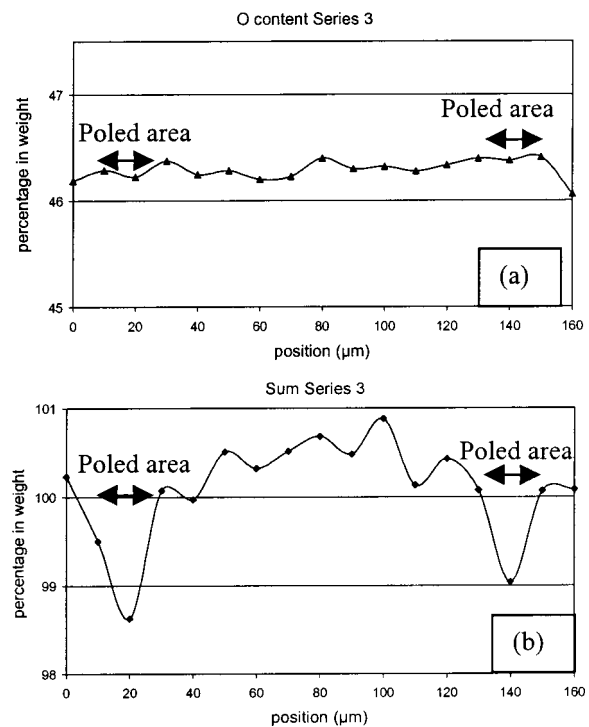 O content Series 3
47
46
45
percentage in weight
Poled area
Poled area
(a)
0 20 40 60 80 100 120 140 160
position (µm)
Sum Series 3
101
100
99
98
percentage in weight
Poled area
Poled area
(b)
0 20 40 60 80 100 120 140 160
position (µm)